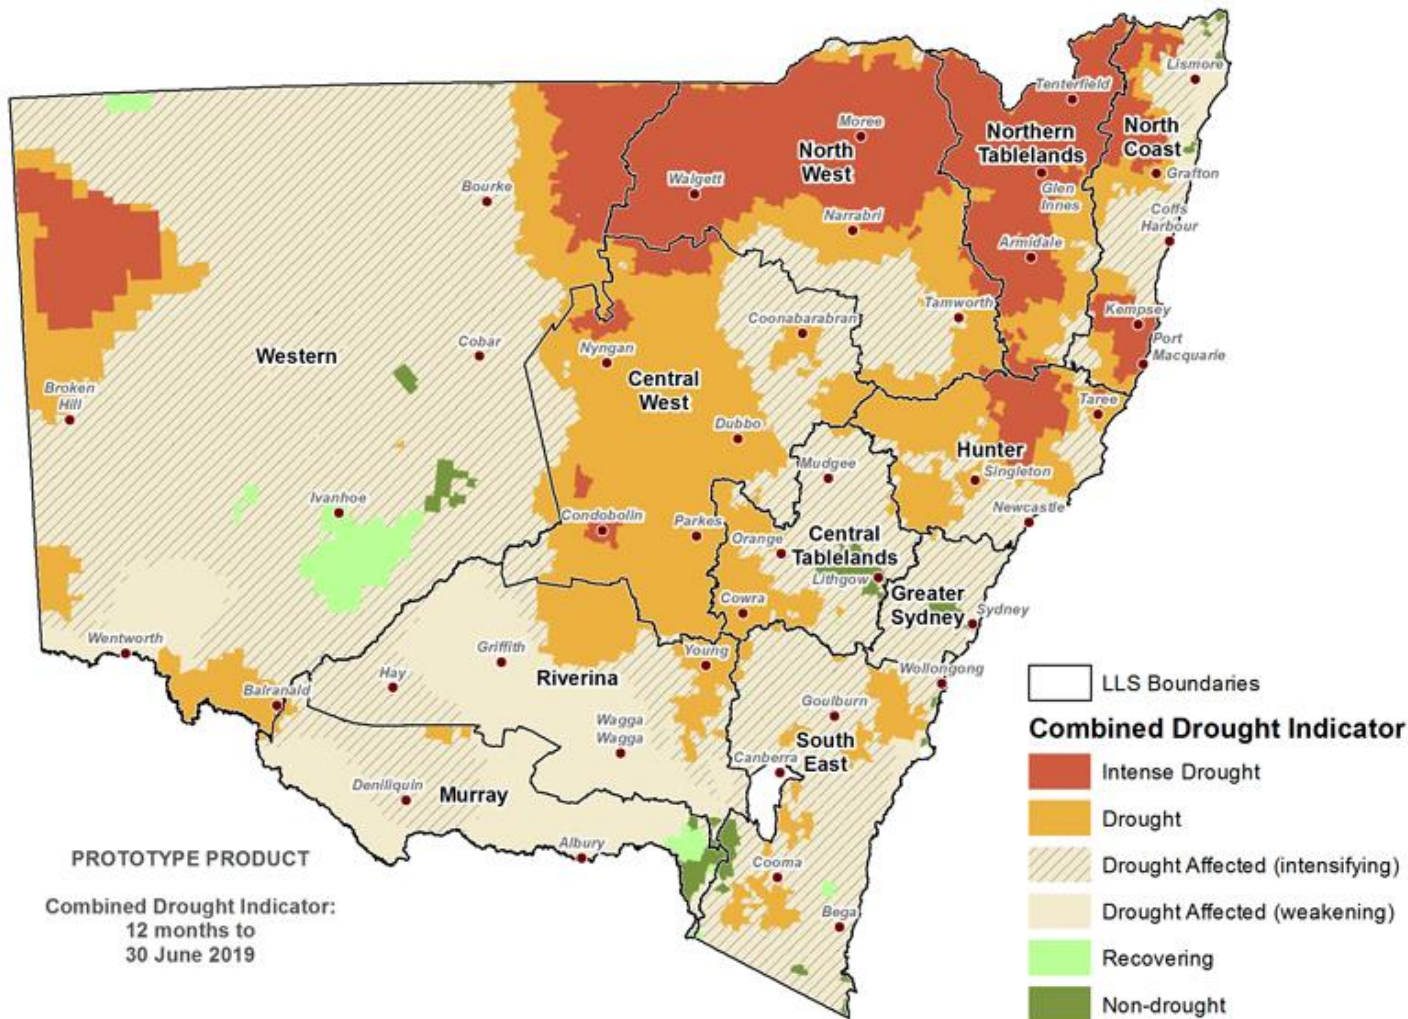 Lismore
Tenterfield
Moree
North
West
Northern
Tablelands
North
Coast
Bourke
Walgett
Glen
Innes
Grafton
Narrabri
Coffs
Harbour
Armidale
Coonabarabran
Tamworth
Kempsey
Port
Macquarie
Western
Cobar
Nyngan
Central
West
Broken
Hill
Taree
Dubbo
Hunter
Mudgee
Singleton
Ivanhoe
Condobolin
Parkes
Newcastle
Orange
Central
Tablelands
Lithgow
Greater
Sydney
Cowra
Sydney
Wentworth
Griffith
Young
Hay
Riverina
Wollongong
Balranald
Goulburn
Wagga
Wagga
South
East
Canberra
Deniliquin
Murray
Albury
Cooma
Bega
PROTOTYPE PRODUCT
Combined Drought Indicator:
12 months to
30 June 2019
LLS Boundaries
Combined Drought Indicator
Intense Drought
Drought
Drought Affected (intensifying)
Drought Affected (weakening)
Recovering
Non-drought